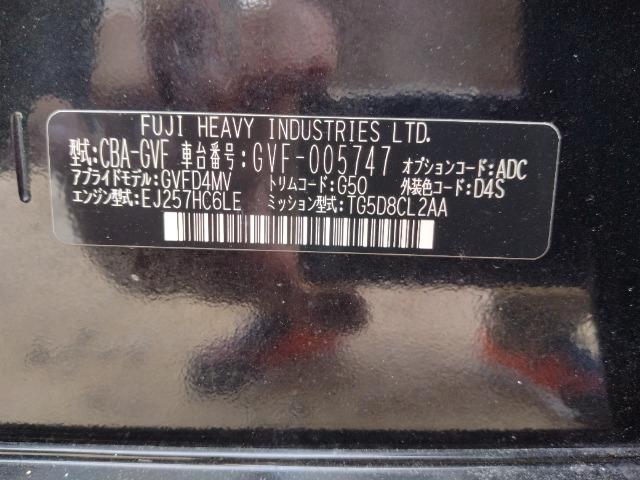 FUJI HEAVY INDUSTRIES LTD.
型式:CBA-GVF 車台番号:GVF-005747 オプションコード:ADC
アプライドモデル:GVFD4MV トリムコード:G50 外装色コード:D4S
エンジン型式:EJ257HC6LE ミッション型式:TG5D8CL2AA